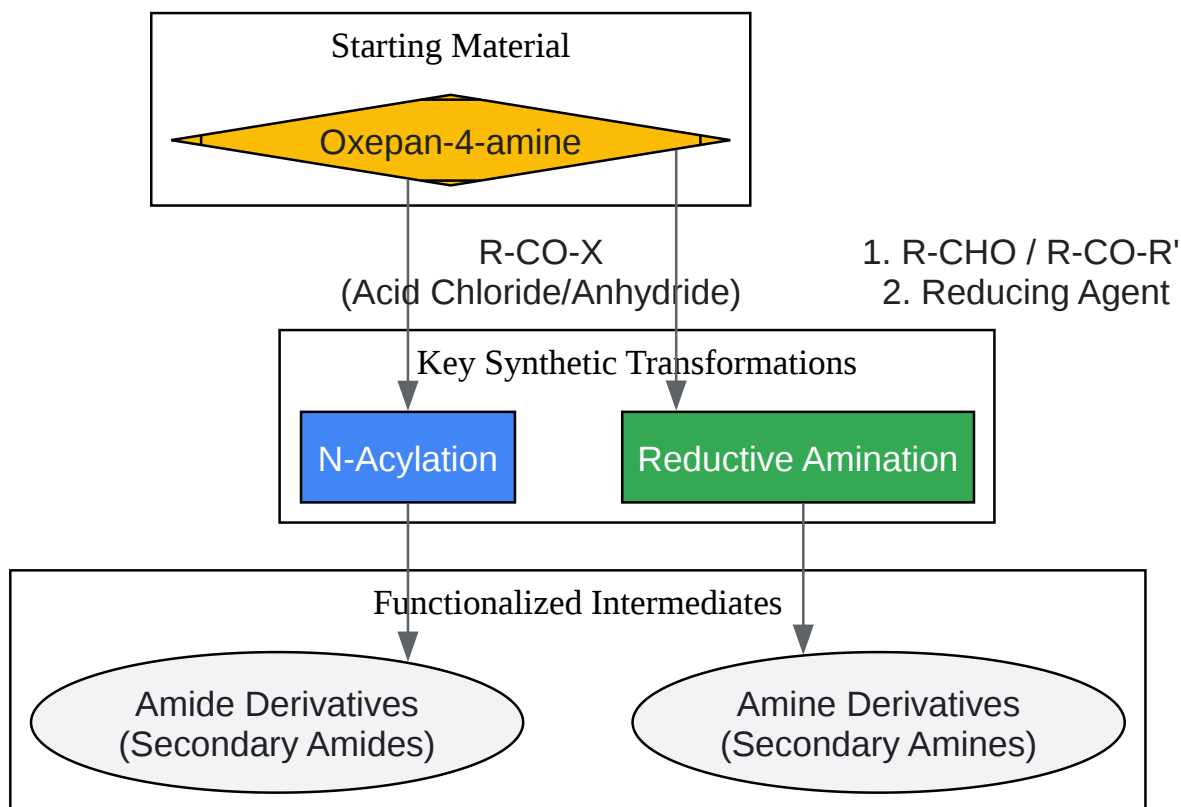 Starting Material
Oxepan-4-amine
R-CO-X
(Acid Chloride/Anhydride)
1. R-CHO / R-CO-R'
2. Reducing Agent
Key Synthetic Transformations
N-Acylation
Reductive Amination
Functionalized Intermediates
Amide Derivatives
(Secondary Amides)
Amine Derivatives
(Secondary Amines)